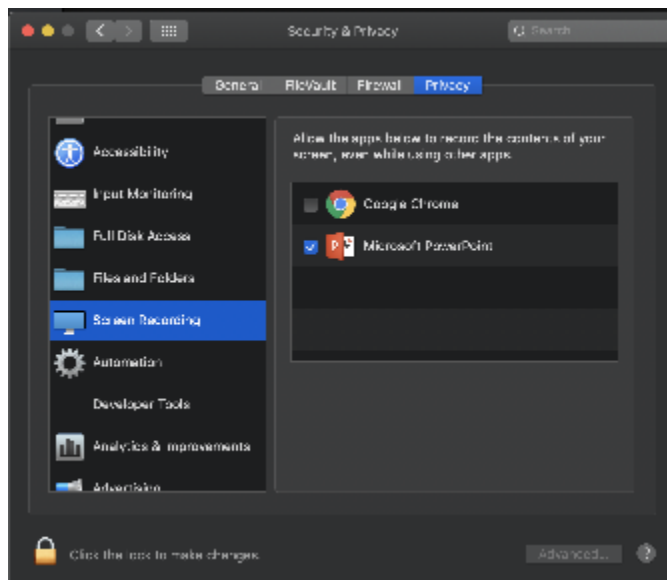 Security & Privacy
Search
General FileVault Firewall Privacy
Accessibility
Input Monitoring
Full Disk Access
Files and Folders
Screen Recording
Automation
Developer Tools
Analytics & Improvements
Advertising
Allow the apps below to record the contents of your
screen, even while using other apps.
Google Chrome
Microsoft PowerPoint
Click the lock to make changes.
Advanced...
?